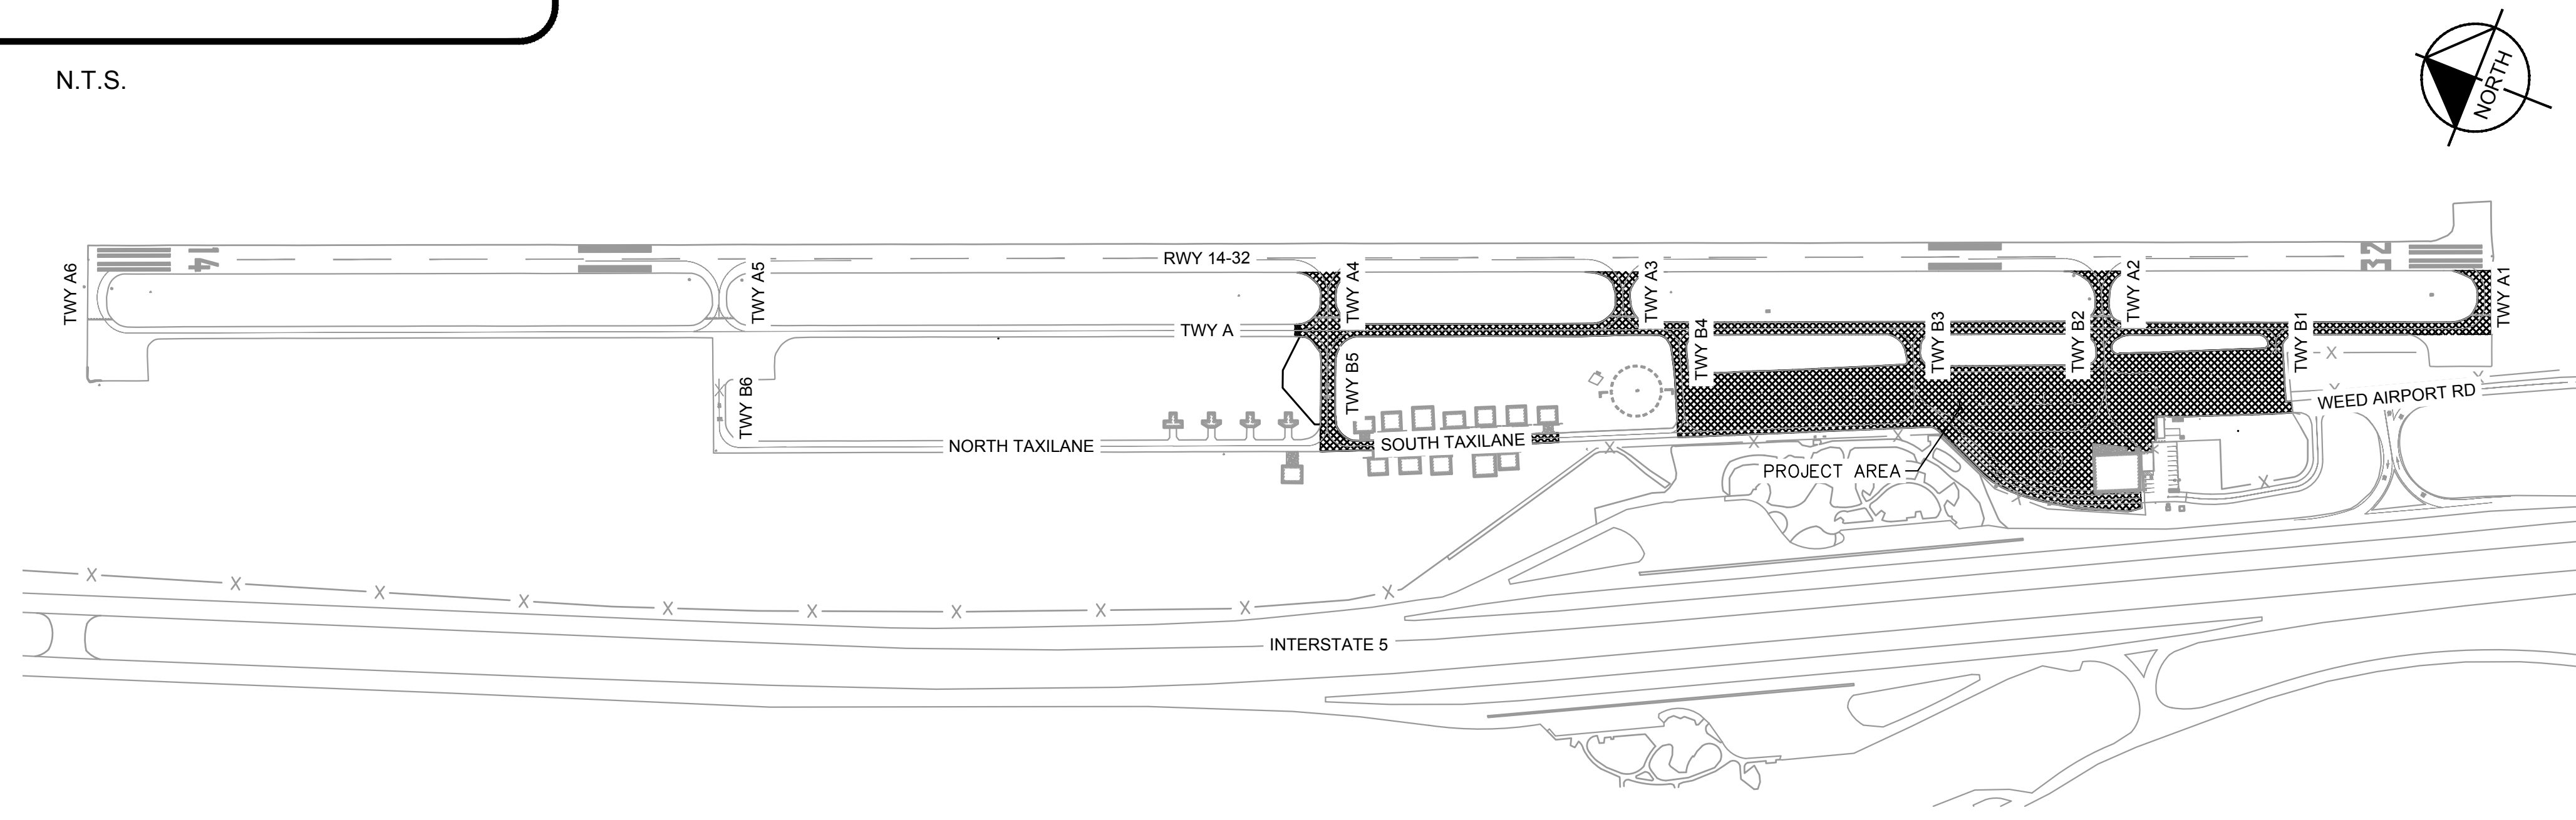 N.T.S.
NORTH
RWY 14-32
14
32
TWY A6
TWY A5
TWY A4
TWY A3
TWY A2
TWY A1
TWY A
TWY B6
TWY B5
TWY B4
TWY B3
TWY B2
TWY B1
WEED AIRPORT RD
NORTH TAXILANE
SOUTH TAXILANE
PROJECT AREA
INTERSTATE 5